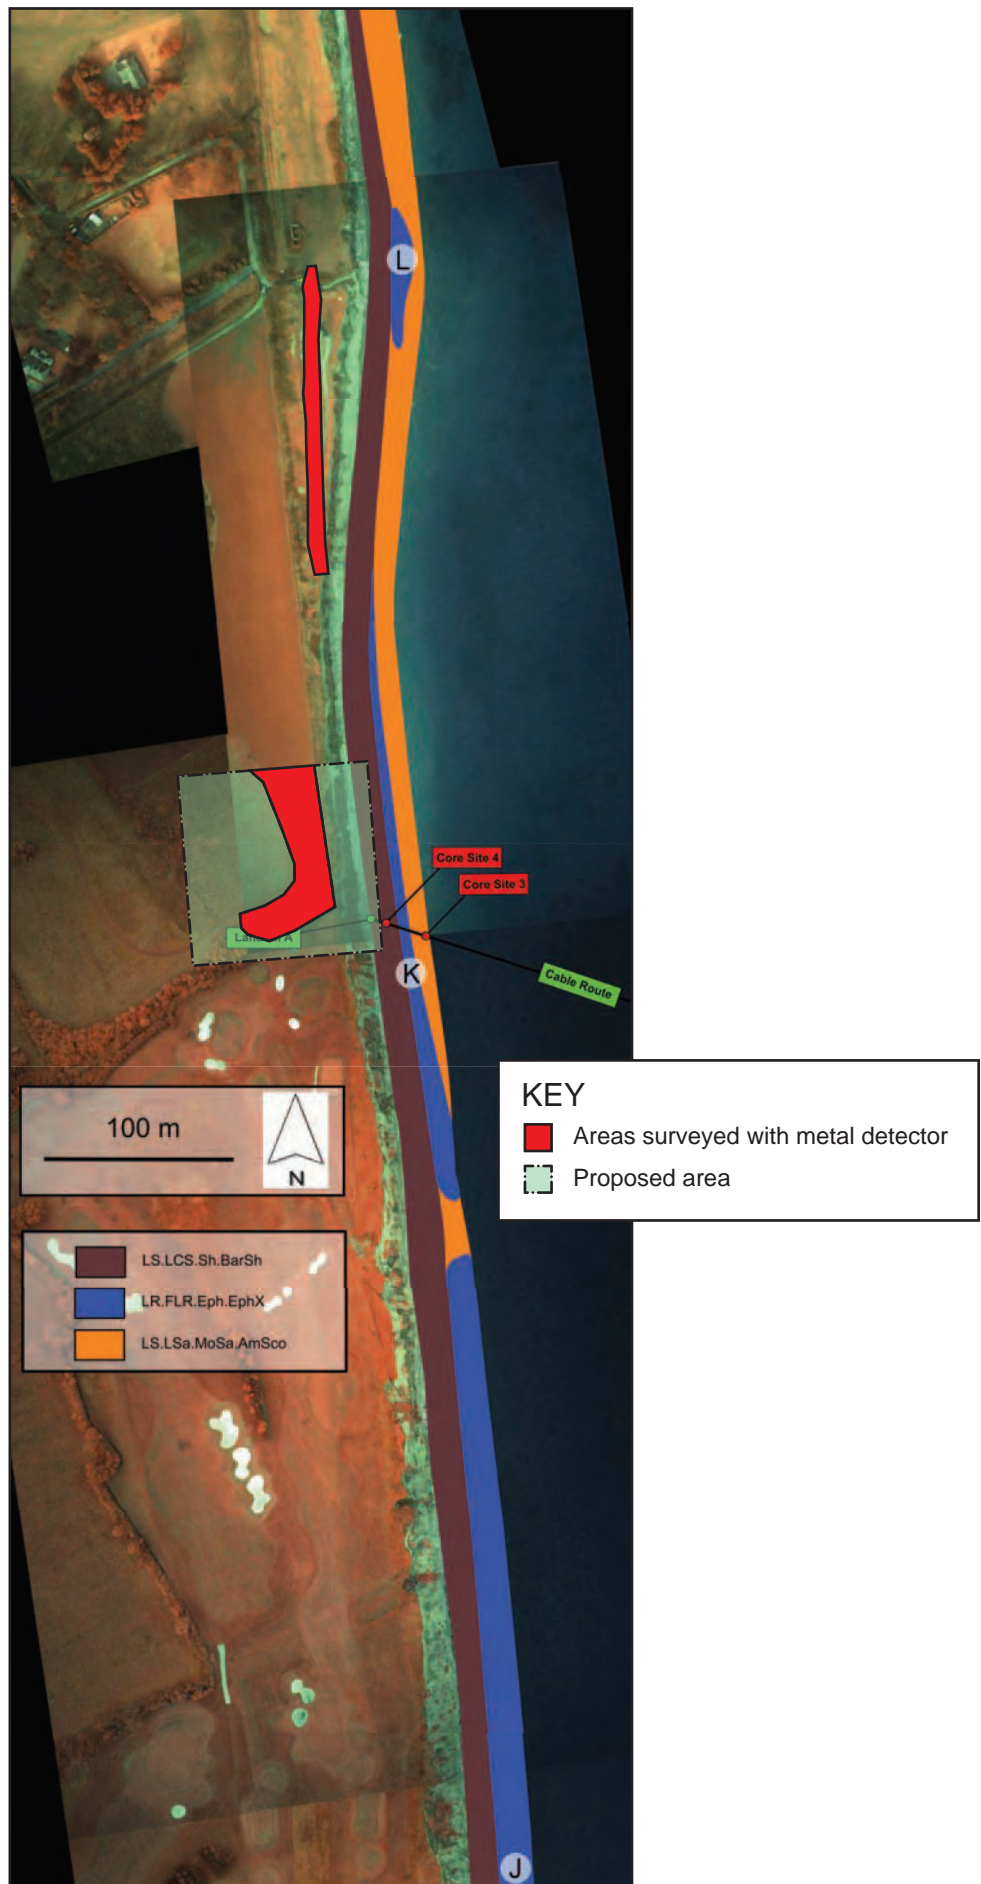 L
Core Site 4
Core Site 3
A
K
Cable Route
100 m
N
KEY
Areas surveyed with metal detector
Proposed area
LS.LCS.Sh.BarSh
LR.FLR.Eph.EphX
LS.LSa.MoSa.AmSco
J